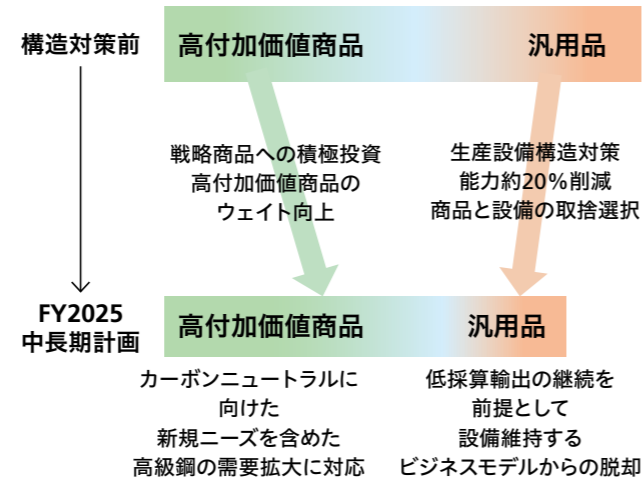 構造対策前
高付加価値商品
汎用品
戦略商品への積極投資
高付加価値商品の
ウェイト向上
生産設備構造対策
能力約20%削減
商品と設備の取捨選択
FY2025
中長期計画
高付加価値商品
汎用品
カーボンニュートラルに
向けた
新規ニーズを含めた
高級鋼の需要拡大に対応
低採算輸出の継続を
前提として
設備維持する
ビジネスモデルからの脱却